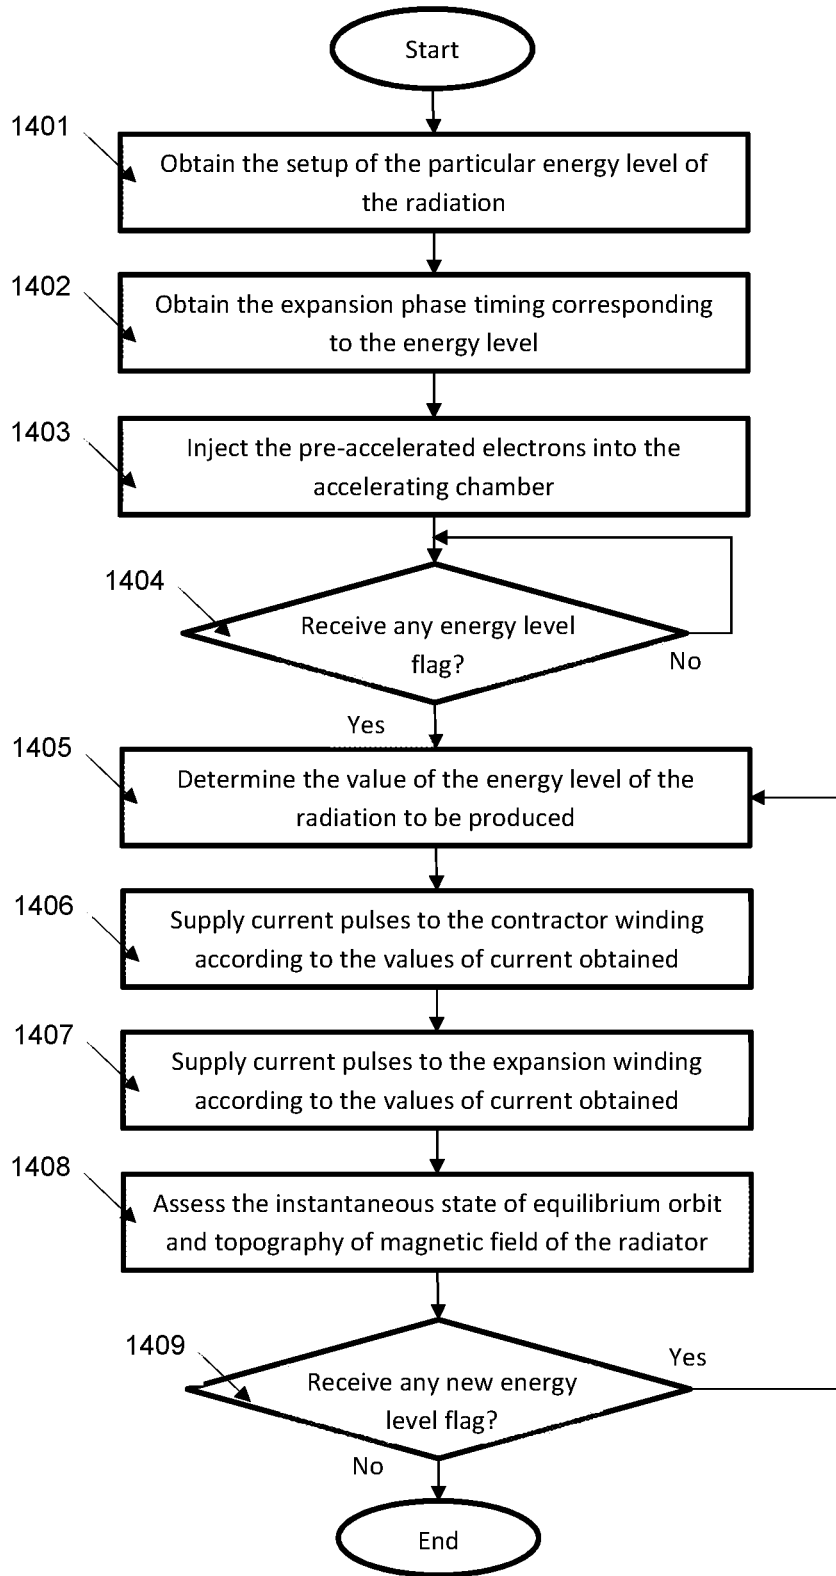 Start
1401
Obtain the setup of the particular energy level of
the radiation
1402
Obtain the expansion phase timing corresponding
to the energy level
1403
Inject the pre-accelerated electrons into the
accelerating chamber
1404
Receive any energy level
flag?
No
Yes
1405
Determine the value of the energy level of the
radiation to be produced
1406
Supply current pulses to the contractor winding
according to the values of current obtained
1407
Supply current pulses to the expansion winding
according to the values of current obtained
1408
Assess the instantaneous state of equilibrium orbit
and topography of magnetic field of the radiator
1409
Yes
Receive any new energy
level flag?
No
End